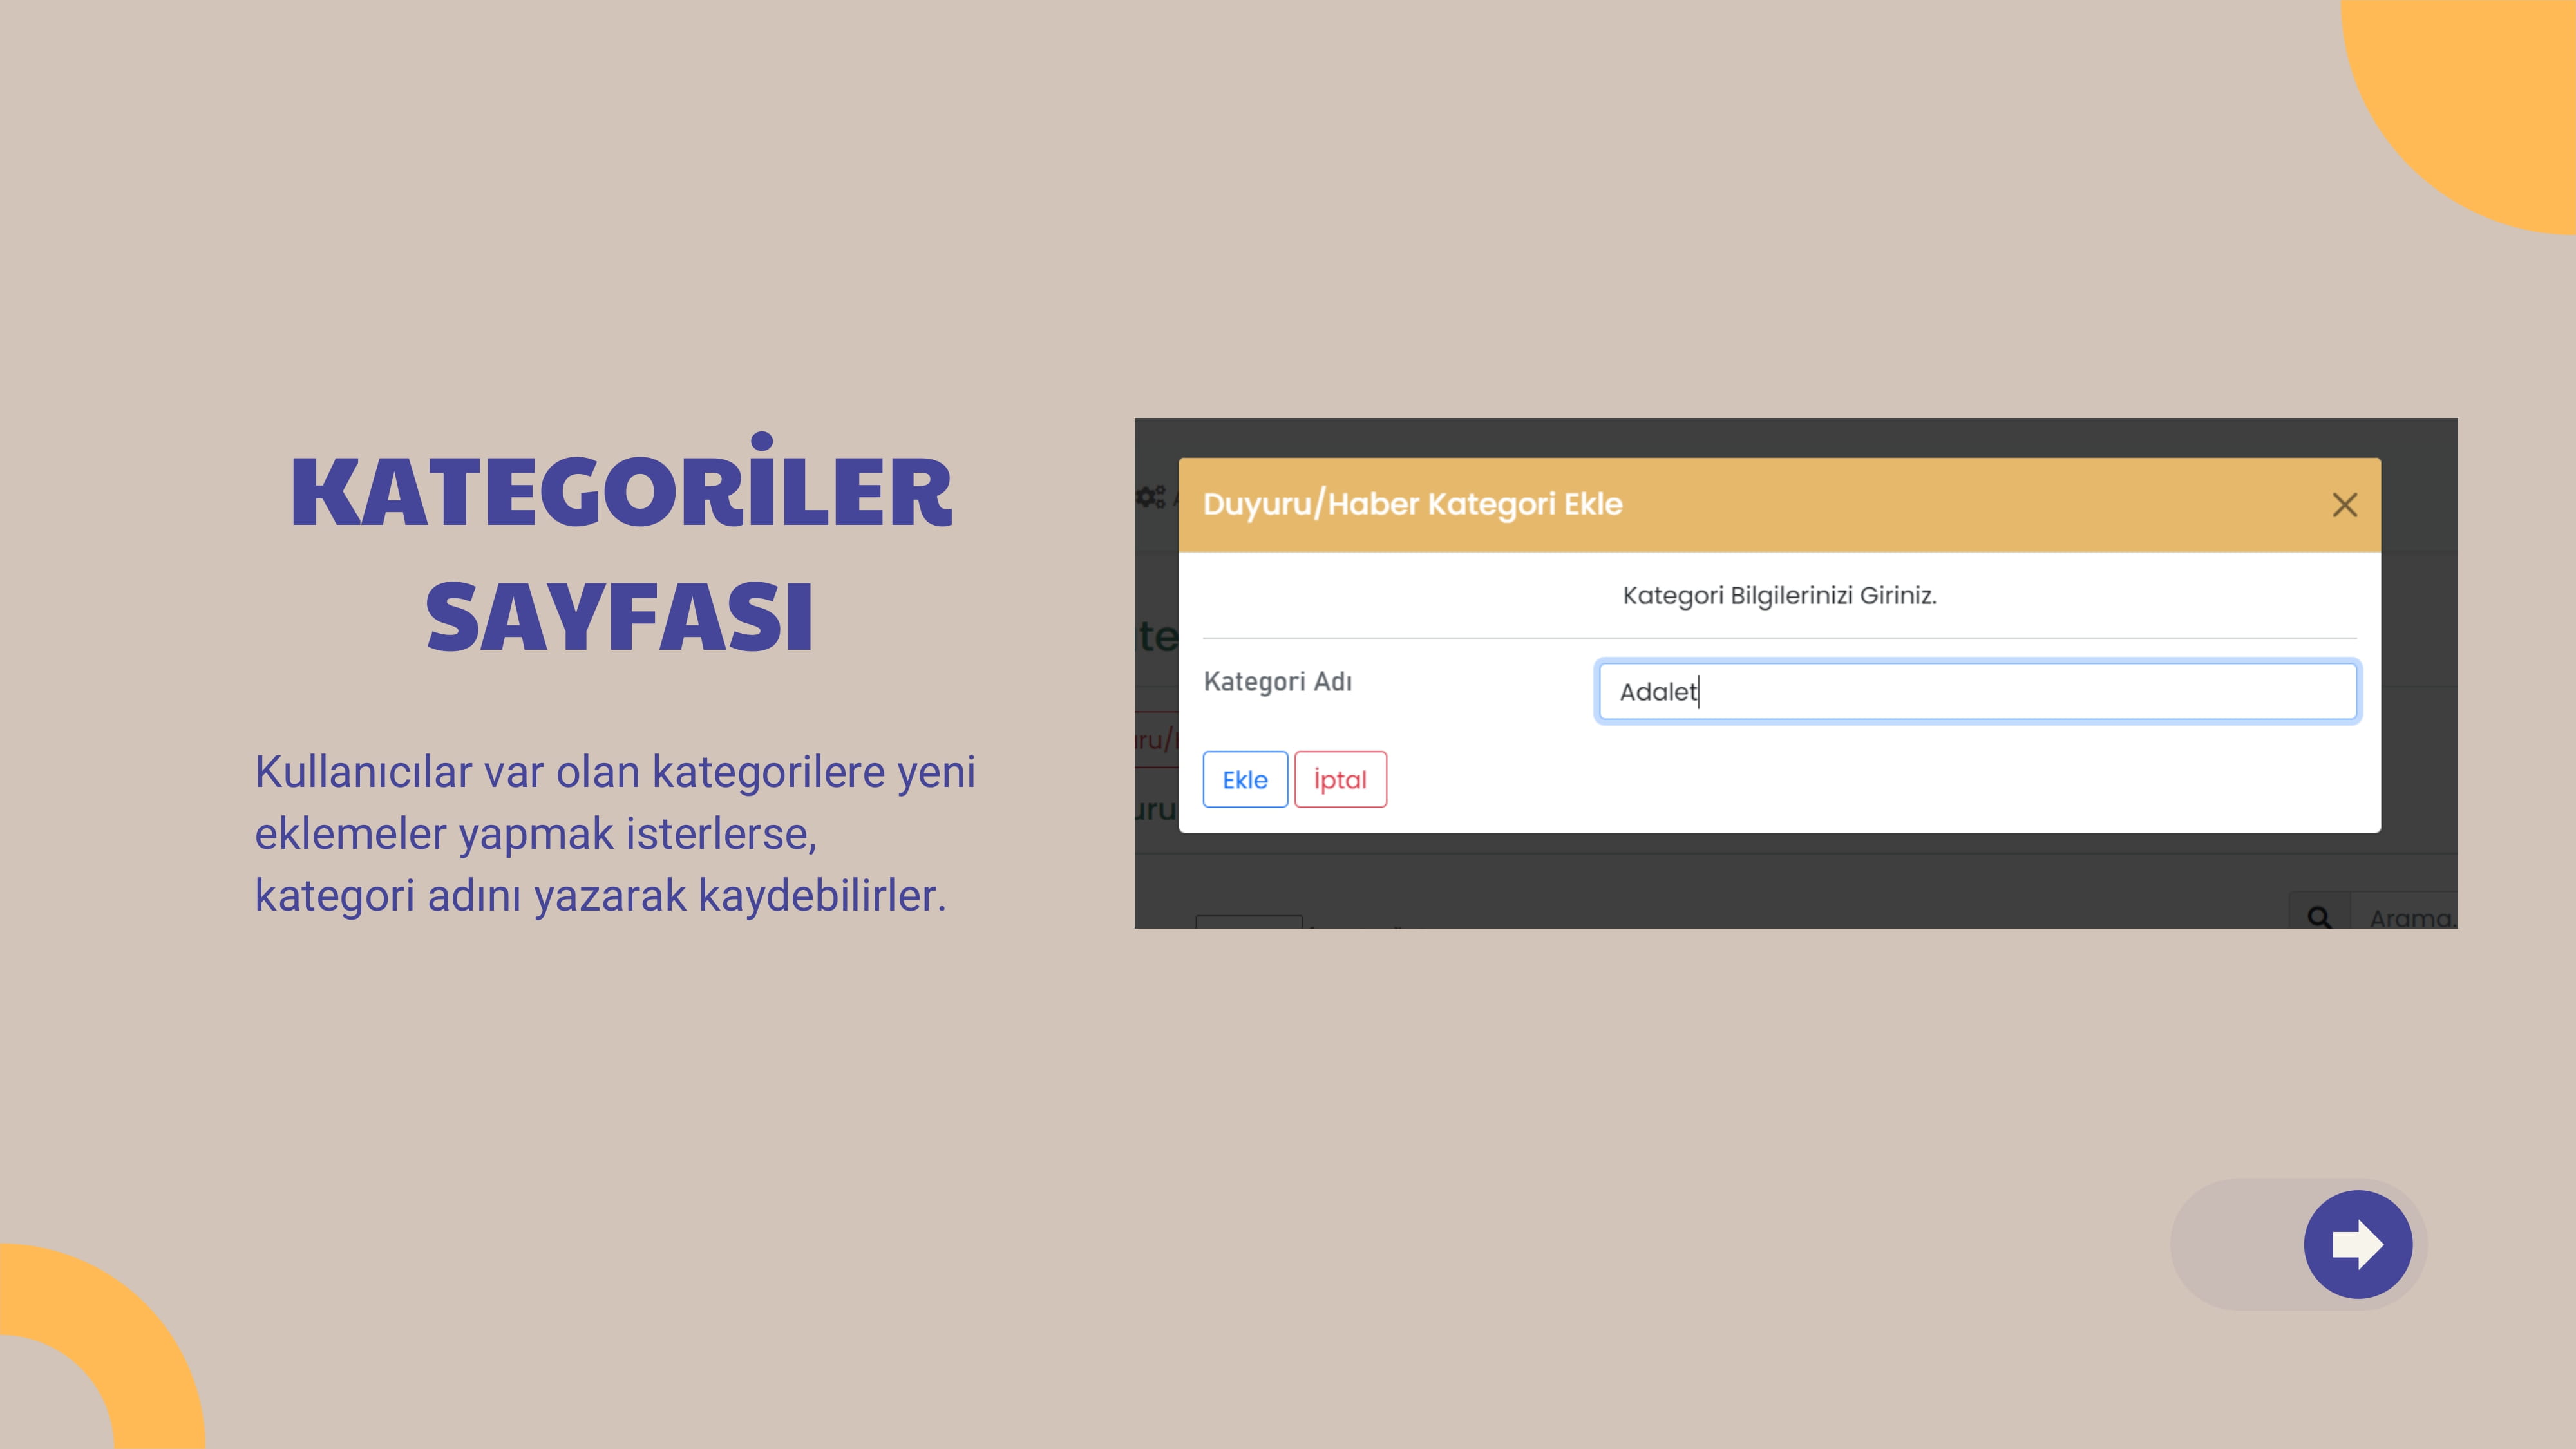 KATEGORİLER
SAYFASI
Kullanıcılar var olan kategorilere yeni
eklemeler yapmak isterlerse,
kategori adını yazarak kaydebilirler.
Duyuru/Haber Kategori Ekle
Kategori Bilgilerinizi Giriniz.
Kategori Adı
Adalet
Ekle
İptal
Arama.